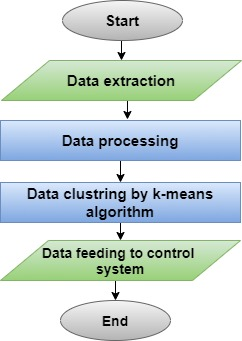 Start
Data extraction
Data processing
Data clustring by k-means
algorithm
Data feeding to control
system
End